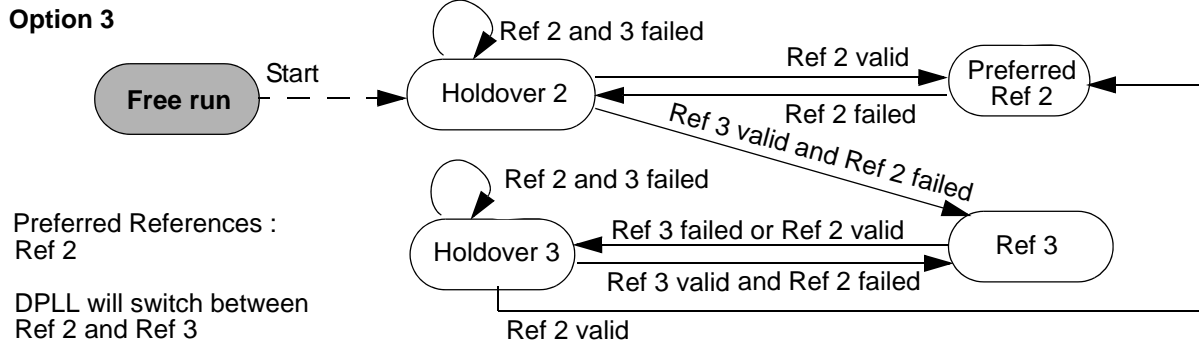 Option 3
Ref 2 and 3 failed
Start
Free run
Holdover 2
Ref 2 valid
Ref 2 failed
Preferred
Ref 2
Ref 3 valid and Ref 2 failed
Ref 2 and 3 failed
Preferred References :
Ref 2
Holdover 3
Ref 3 failed or Ref 2 valid
Ref 3 valid and Ref 2 failed
Ref 3
DPLL will switch between
Ref 2 and Ref 3
Ref 2 valid